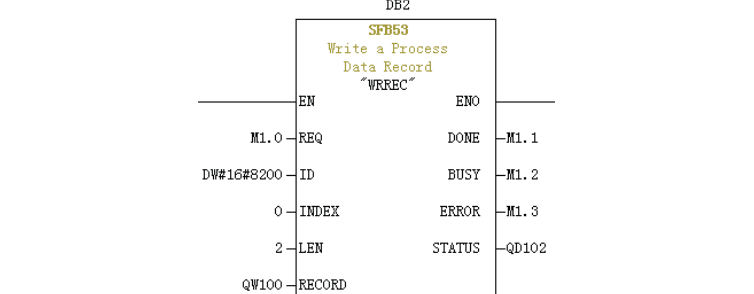 DB2
SFB53
Write a Process
Data Record
"WRREC"
EN ENO
M1.0 REQ DONE M1.1
DW#16#8200 ID BUSY M1.2
0 INDEX ERROR M1.3
2 LEN STATUS QD102
QW100 RECORD